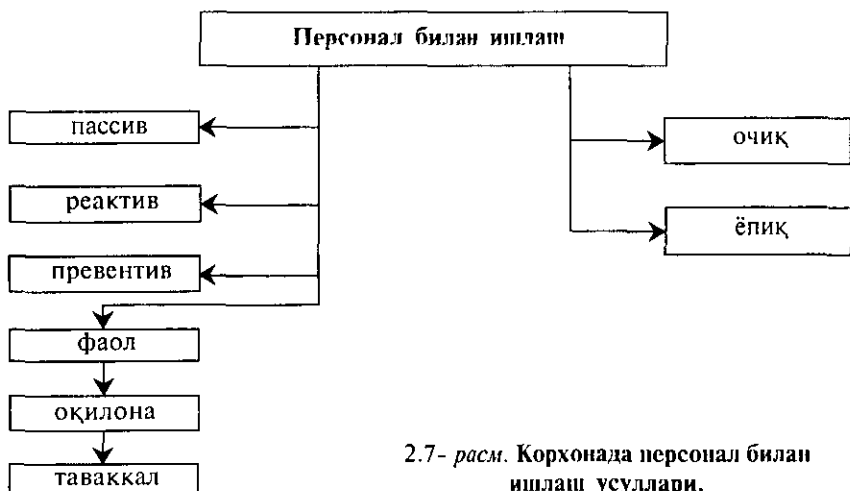 Персонал билан ишлаш
пассив
реактив
превентив
фаол
оқилона
таваккал
очиқ
ёпиқ
2.7- расм. Корхонада персонал билан
ишлаш усуллари.